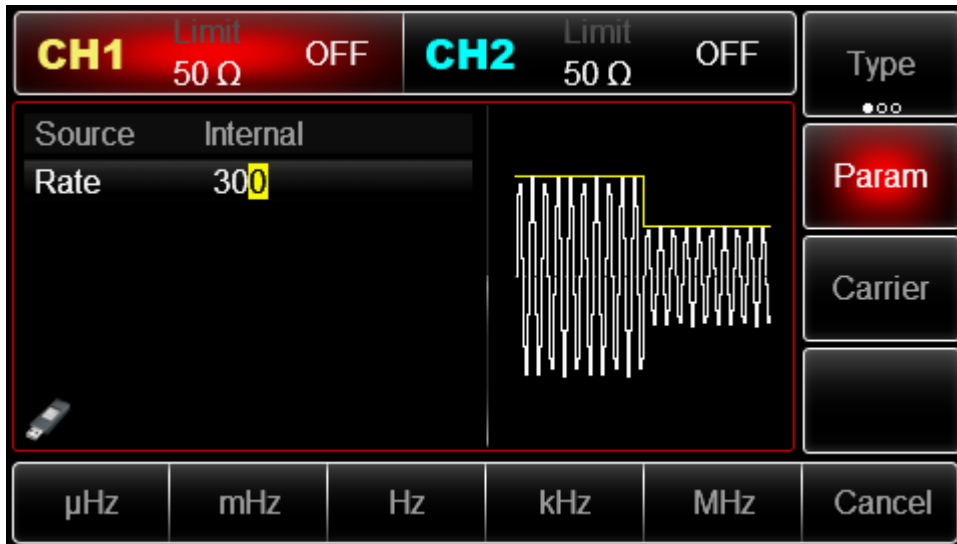 CH1 Limit 50 Ω OFF
CH2 Limit 50 Ω OFF
Type
Source Internal
Rate 300
Param
Carrier
µHz mHz Hz kHz MHz Cancel